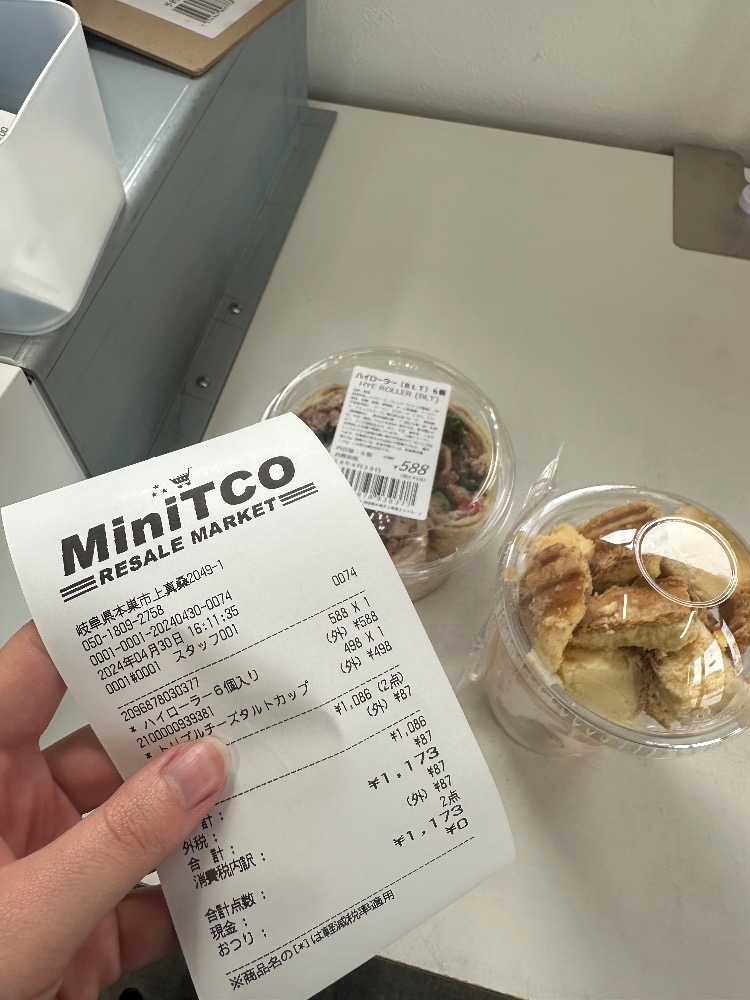 MiniTCO
RESALE MARKET
岐阜県本巣市上真桑2049-1
050-1809-2758
0001-0001-20240430-0074
0074
2024年04月30日 16:11:35
0001#0001 スタッフ001
2096878030377
588 X 1
* ハイローラー6個入り
(外) ¥588
2100000939381
498 X 1
* トリプルチーズタルトカップ
(外) ¥498
¥1,086 (2点)
(外) ¥87
計:
¥1,086
外税:
¥87
合 計:
¥1,173
消費税内訳:
¥87
(外) ¥87
合計点数:
2点
現金:
¥1,173
おつり:
¥0
※商品名の[*]は軽減税率適用
ハイローラー (BLT) 6個
HYE ROLLER (BLT)
¥588